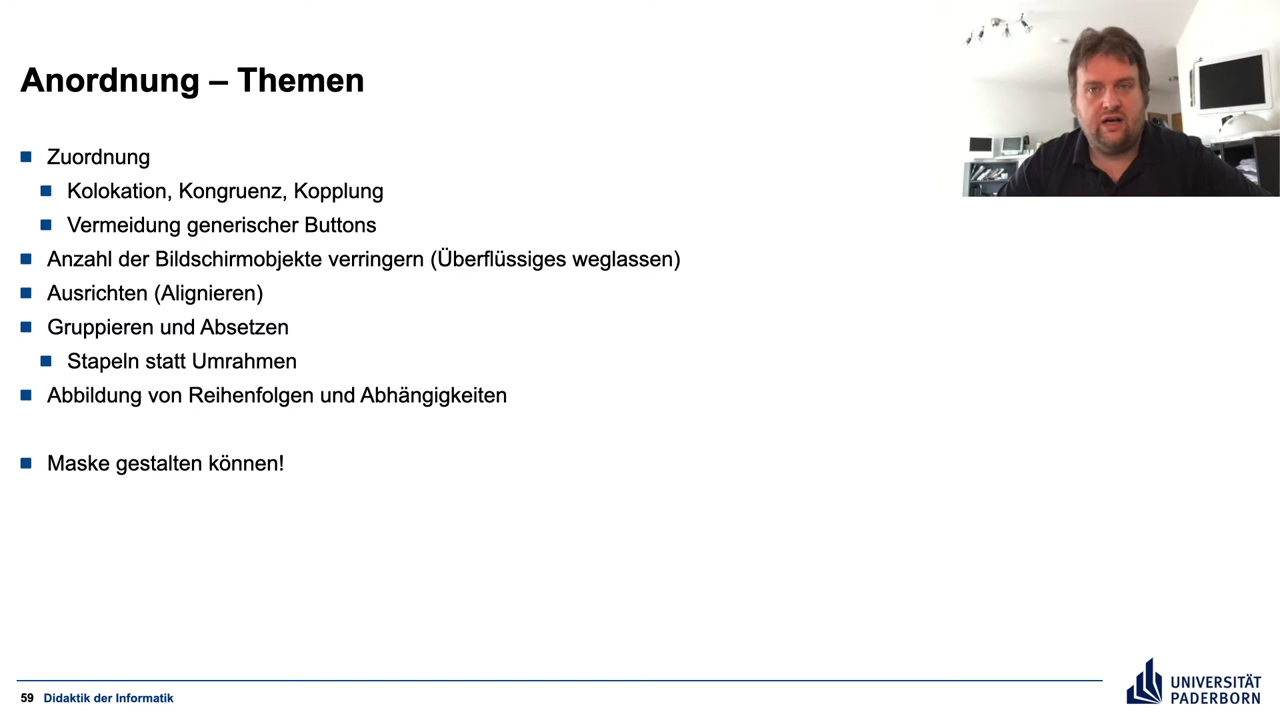 Anordnung – Themen
Zuordnung
Kolokation, Kongruenz, Kopplung
Vermeidung generischer Buttons
Anzahl der Bildschirmobjekte verringern (Überflüssiges weglassen)
Ausrichten (Alignieren)
Gruppieren und Absetzen
Stapeln statt Umrahmen
Abbildung von Reihenfolgen und Abhängigkeiten
Maske gestalten können!
59 Didaktik der Informatik
UNIVERSITÄT
PADERBORN